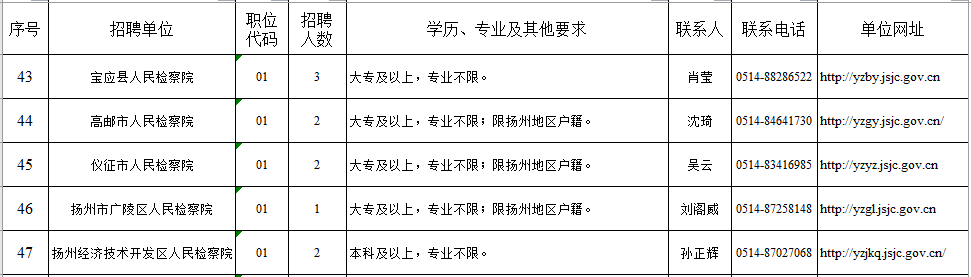 序号 招聘单位 职位代码 招聘人数 学历、专业及其他要求 联系人 联系电话 单位网址
43 宝应县人民检察院 01 3 大专及以上，专业不限。 肖莹 0514-88286522 http://yzby.jsjc.gov.cn
44 高邮市人民检察院 01 2 大专及以上，专业不限；限扬州地区户籍。 沈琦 0514-84641730 http://yzgy.jsjc.gov.cn/
45 仪征市人民检察院 01 2 大专及以上，专业不限；限扬州地区户籍。 吴云 0514-83416985 http://yzyz.jsjc.gov.cn
46 扬州市广陵区人民检察院 01 1 大专及以上，专业不限；限扬州地区户籍。 刘阁威 0514-87258148 http://yzgl.jsjc.gov.cn
47 扬州经济技术开发区人民检察院 01 2 本科及以上，专业不限。 孙正辉 0514-87027068 http://yzjkq.jsjc.gov.cn/